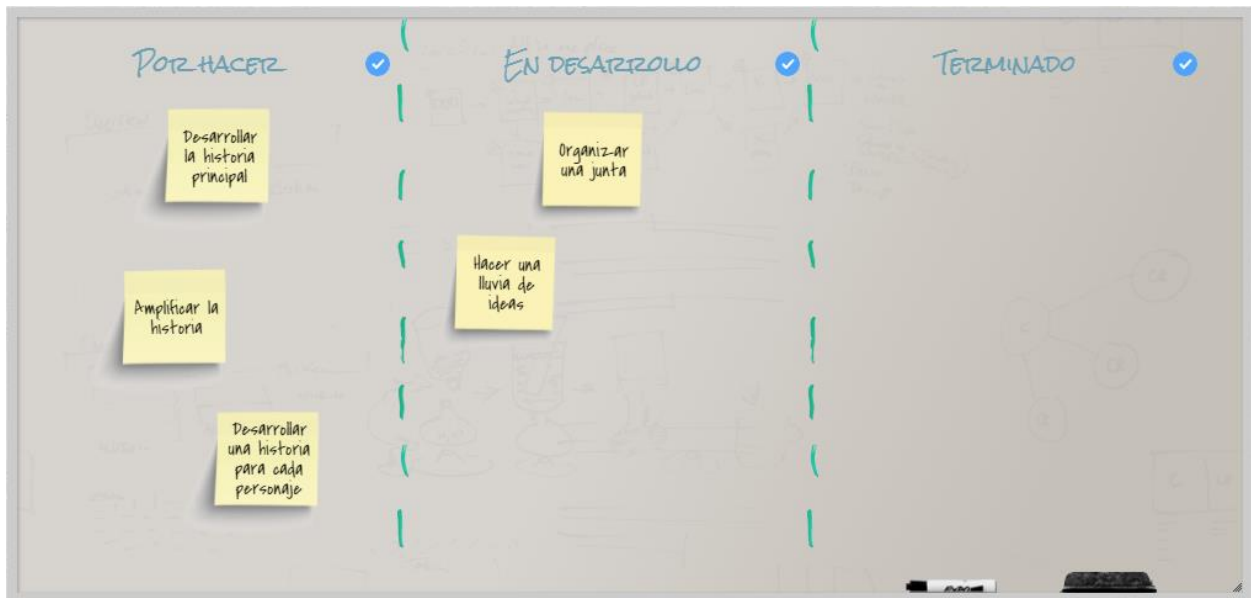 Por hacer
En desarrollo
Terminado
Desarrollar
la historia
principal
Amplificar la
historia
Desarrollar
una historia
para cada
personaje
Organizar
una junta
Hacer una
lluvia de
ideas